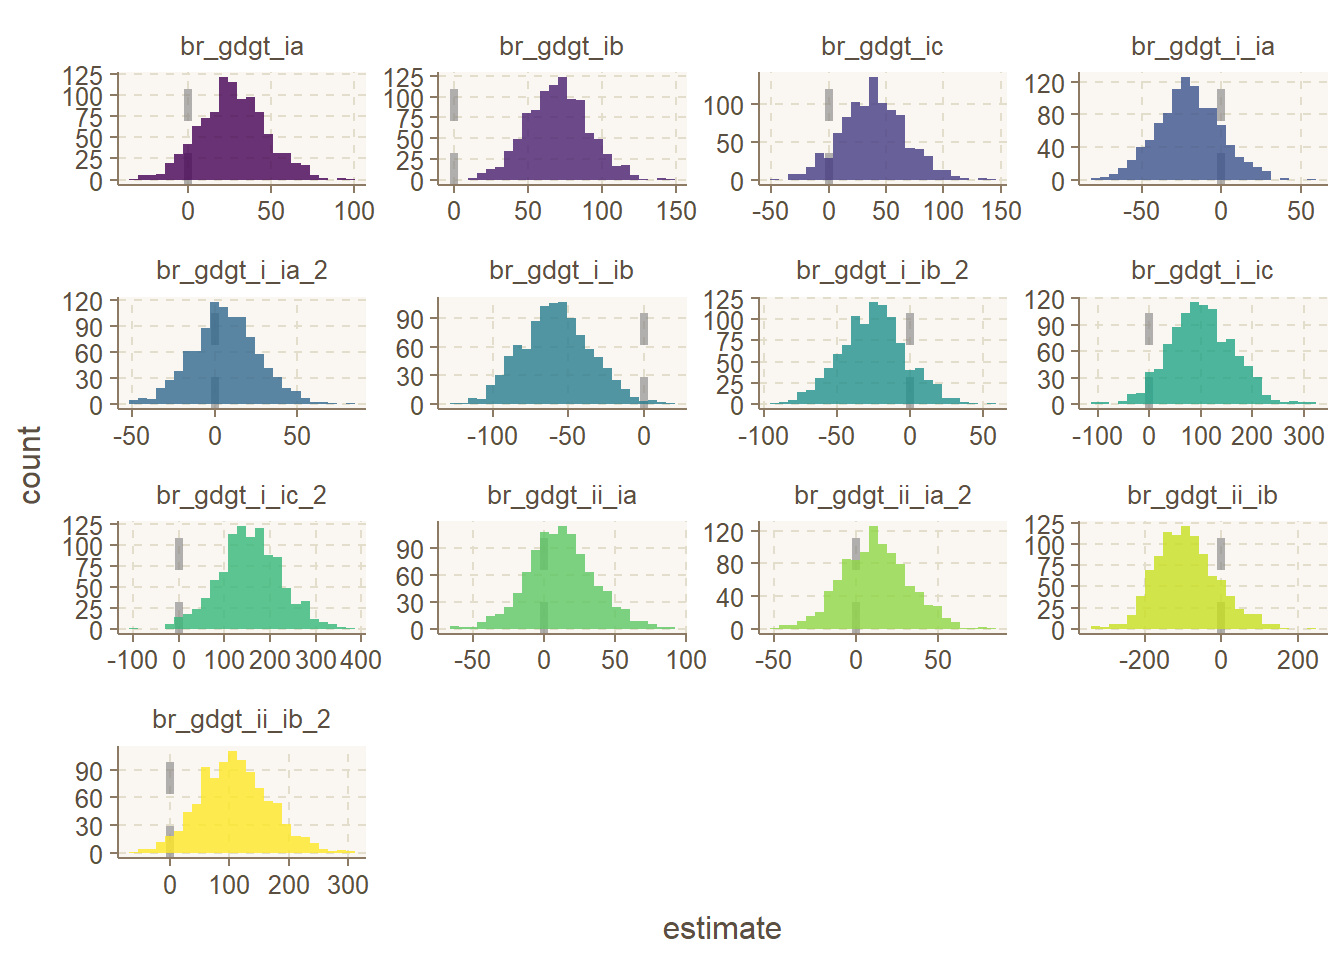 br_gdgt_ia br_gdgt_ib br_gdgt_ic br_gdgt_i_ia
125 100 75 50 25 0
125 100 75 50 25 0
100 50 0
120 80 40 0
0 50 100
0 50 100 150
-50 0 50 100 150
-50 0 50
br_gdgt_i_ia_2 br_gdgt_i_ib br_gdgt_i_ib_2 br_gdgt_i_ic
120 90 60 30 0
90 60 30 0
125 100 75 50 25 0
120 90 60 30 0
-50 0 50
-100 -50 0
-100 -50 0 50
-100 0 100 200 300
count
br_gdgt_i_ic_2 br_gdgt_ii_ia br_gdgt_ii_ia_2 br_gdgt_ii_ib
125 100 75 50 25 0
90 60 30 0
120 80 40 0
125 100 75 50 25 0
-100 0 100 200 300 400
-50 0 50 100
-50 0 50
-200 0 200
br_gdgt_ii_ib_2
90 60 30 0
0 100 200 300
estimate